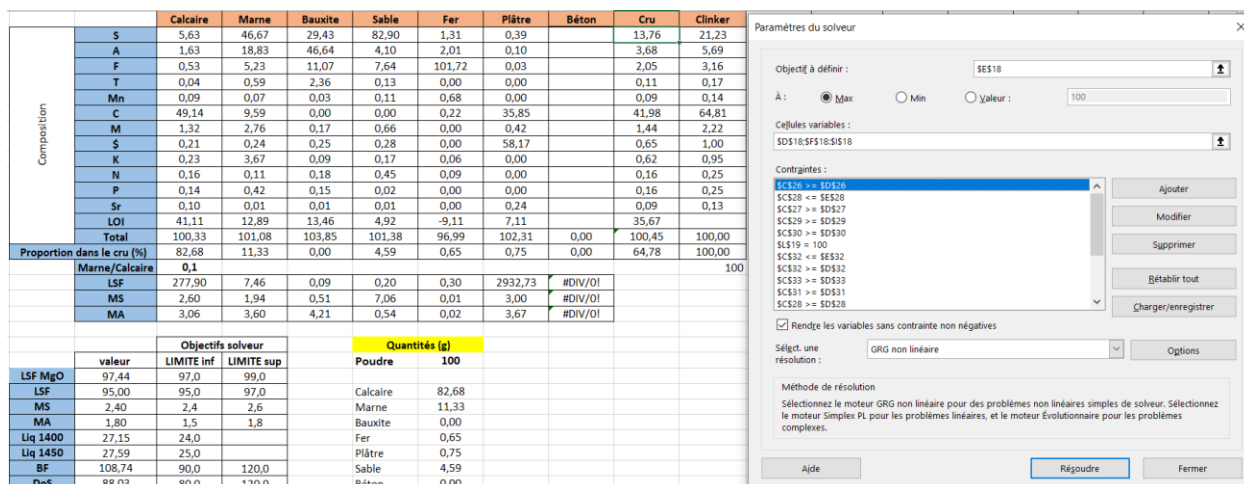 Calcaire Marne Bauxite Sable Fer Plâtre Béton Cru Clinker
Composition
S 5,63 46,67 29,43 82,90 1,31 0,39 13,76 21,23
A 1,63 18,83 46,64 4,10 2,01 0,10 3,68 5,69
F 0,53 5,23 11,07 7,64 101,72 0,03 2,05 3,16
T 0,04 0,59 2,36 0,13 0,00 0,00 0,11 0,17
Mn 0,09 0,07 0,03 0,11 0,68 0,00 0,09 0,14
C 49,14 9,59 0,00 0,00 0,22 35,85 41,98 64,81
M 1,32 2,76 0,17 0,66 0,00 0,42 1,44 2,22
$ 0,21 0,24 0,25 0,28 0,00 58,17 0,65 1,00
K 0,23 3,67 0,09 0,17 0,06 0,00 0,62 0,95
N 0,16 0,11 0,18 0,45 0,09 0,00 0,16 0,25
P 0,14 0,42 0,15 0,02 0,00 0,00 0,16 0,25
Sr 0,10 0,01 0,01 0,01 0,00 0,24 0,09 0,13
LOI 41,11 12,89 13,46 4,92 -9,11 7,11 35,67
Total 100,33 101,08 103,85 101,38 96,99 102,31 0,00 100,45 100,00
Proportion dans le cru (%) 82,68 11,33 0,00 4,59 0,65 0,75 0,00 64,78 100,00
Marne/Calcaire 0,1 100
LSF 277,90 7,46 0,09 0,20 0,30 2932,73 #DIV/0!
MS 2,60 1,94 0,51 7,06 0,01 3,00 #DIV/0!
MA 3,06 3,60 4,21 0,54 0,02 3,67 #DIV/0!
Objectifs solveur
valeur LIMITE inf LIMITE sup
LSF MgO 97,44 97,0 99,0
LSF 95,00 95,0 97,0
MS 2,40 2,4 2,6
MA 1,80 1,5 1,8
Liq 1400 27,15 24,0
Liq 1450 27,59 25,0
BF 108,74 90,0 120,0
DoS 88,03 80,0 120,0
Quantités (g)
Poudre 100
Calcaire 82,68
Marne 11,33
Bauxite 0,00
Fer 0,65
Plâtre 0,75
Sable 4,59
Béton 0,00
Paramètres du solveur
Objectif à définir : $E$18
À : Max Min Valeur : 100
Cellules variables :
$D$18;$F$18:$I$18
Contraintes :
$C$26 >= $D$26
$C$28 <= $E$28
$C$27 >= $D$27
$C$29 >= $D$29
$C$30 >= $D$30
$L$19 = 100
$C$32 <= $E$32
$C$32 >= $D$32
$C$33 >= $D$33
$C$31 >= $D$31
$C$28 >= $D$28
Ajouter
Modifier
Supprimer
Rétablir tout
Charger/enregistrer
Rendre les variables sans contrainte non négatives
Sélect. une résolution : GRG non linéaire Options
Méthode de résolution
Sélectionnez le moteur GRG non linéaire pour des problèmes non linéaires simples de solveur. Sélectionnez
le moteur Simplex PL pour les problèmes linéaires, et le moteur Évolutionnaire pour les problèmes
complexes.
Aide Résoudre Fermer